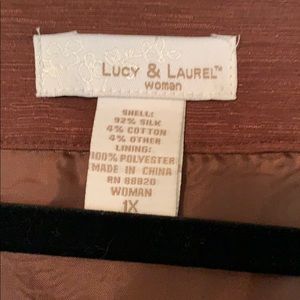 LUCY & LAUREL™
woman
SHELL:
92% SILK
4% COTTON
4% OTHER
LINING:
100% POLYESTER
MADE IN CHINA
RN 88920
WOMAN
1X